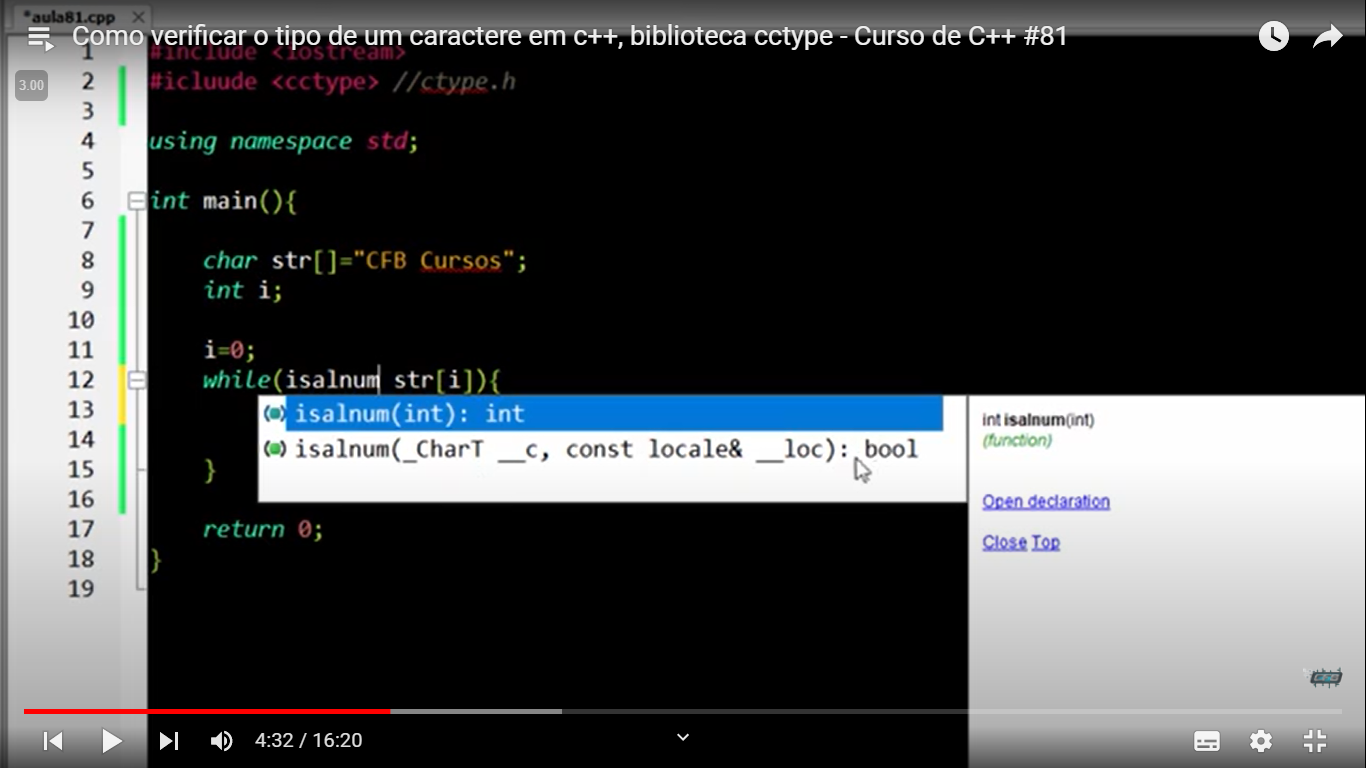 *aula81.cpp
Como verificar o tipo de um caractere em c++, biblioteca cctype - Curso de C++ #81
3.00
1 #include <iostream>
2 #icluude <cctype> //ctype.h
3
4 using namespace std;
5
6 int main(){
7
8 char str[]="CFB Cursos";
9 int i;
10
11 i=0;
12 while(isalnum str[i]){
13 isalnum(int): int
14 isalnum(_CharT __c, const locale& __loc): bool
15 }
16
17 return 0;
18 }
19
int isalnum(int)
(function)
Open declaration
Close Top
4:32 / 16:20